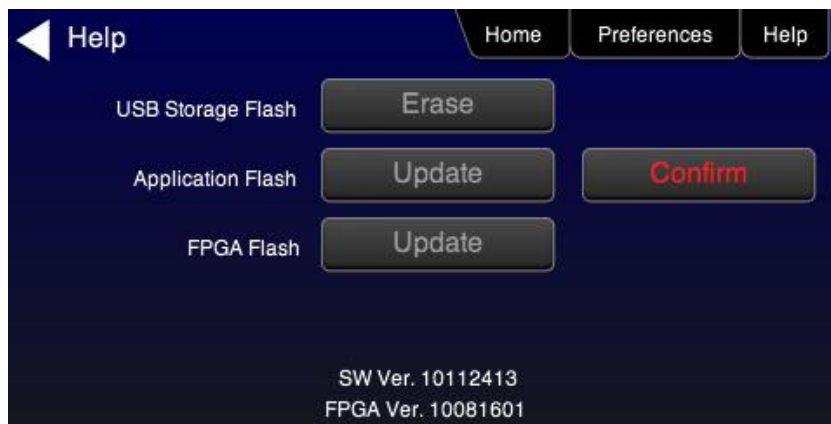 Help Home Preferences Help
USB Storage Flash Erase
Application Flash Update Confirm
FPGA Flash Update
SW Ver. 10112413
FPGA Ver. 10081601